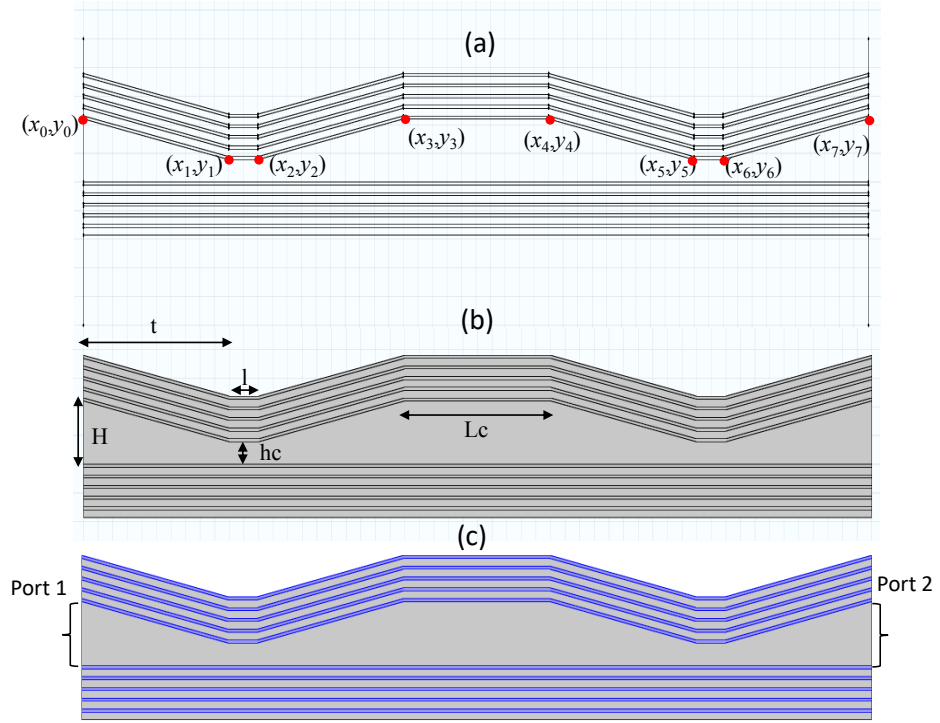 (a)
(x₀,y₀)
(x₁,y₁)
(x₂,y₂)
(x₃,y₃)
(x₄,y₄)
(x₅,y₅)
(x₆,y₆)
(x₇,y₇)
(b)
t
l
H
hc
Lc
(c)
Port 1
Port 2